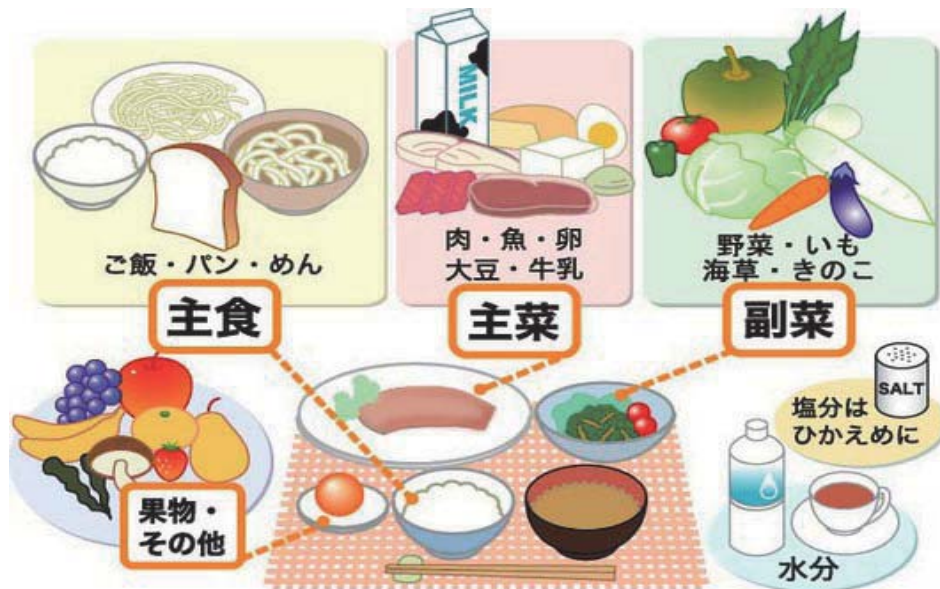 MILK
ご飯・パン・めん
肉・魚・卵
大豆・牛乳
野菜・いも
海草・きのこ
主食
主菜
副菜
果物・
その他
SALT
塩分は
ひかえめに
水分